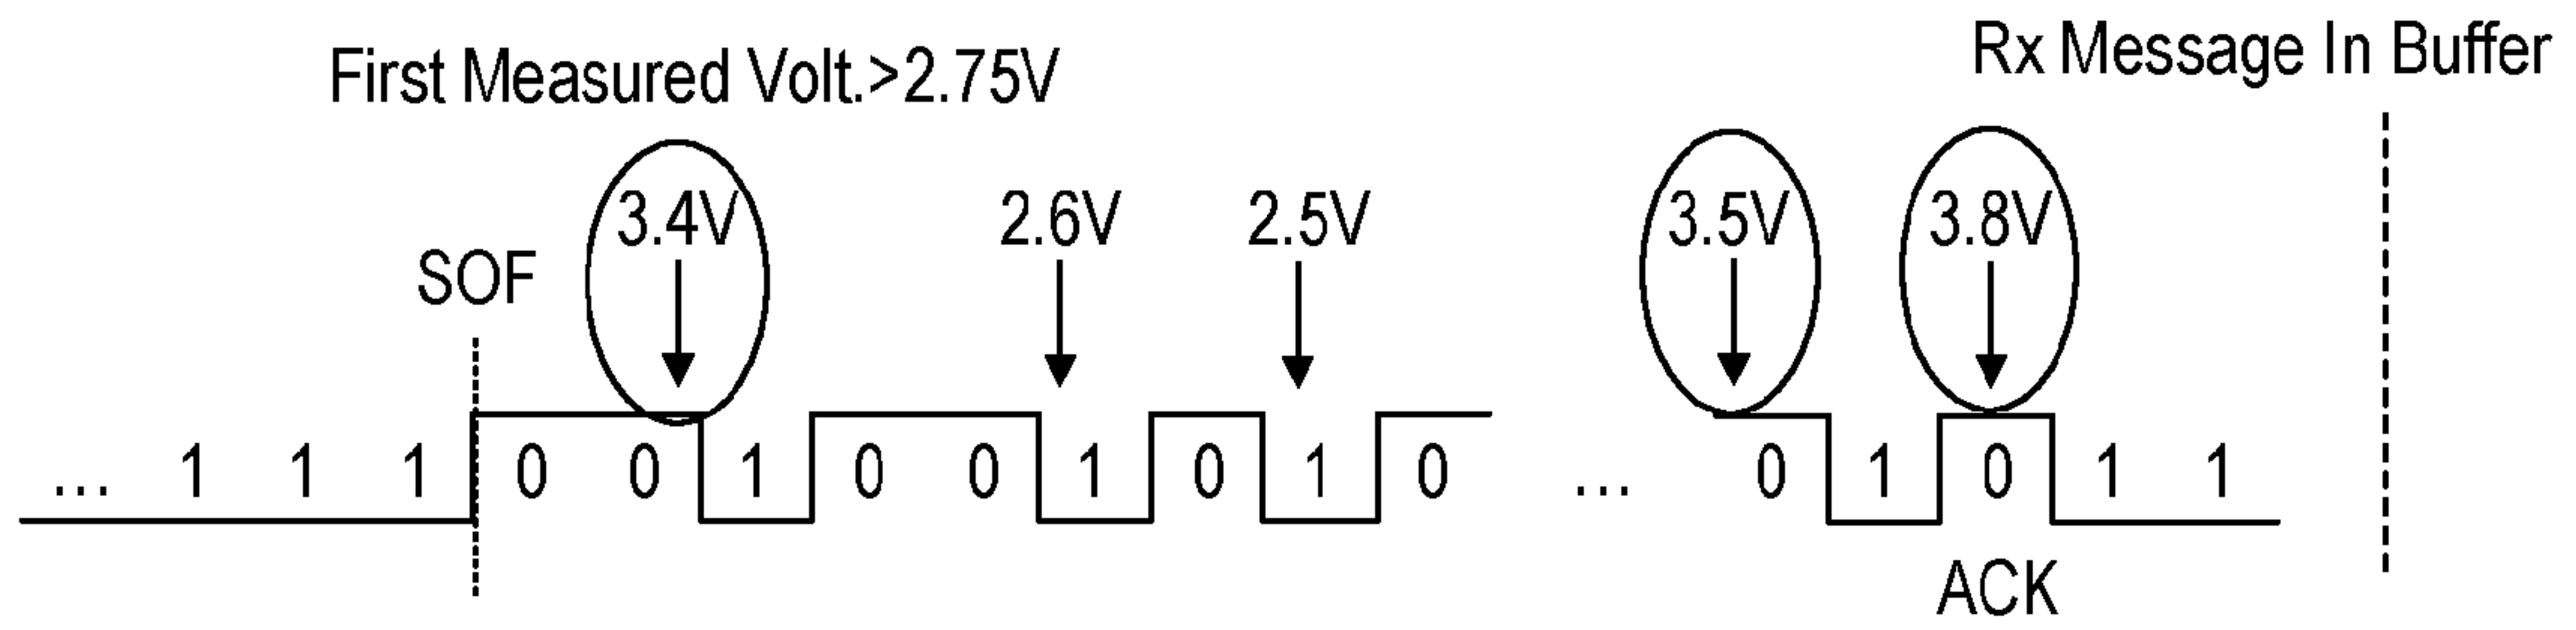 First Measured Volt.>2.75V
Rx Message In Buffer
SOF
3.4V
2.6V
2.5V
3.5V
3.8V
... 1 1 1 0 0 1 0 0 1 0 1 0 ... 0 1 0 1 1
ACK